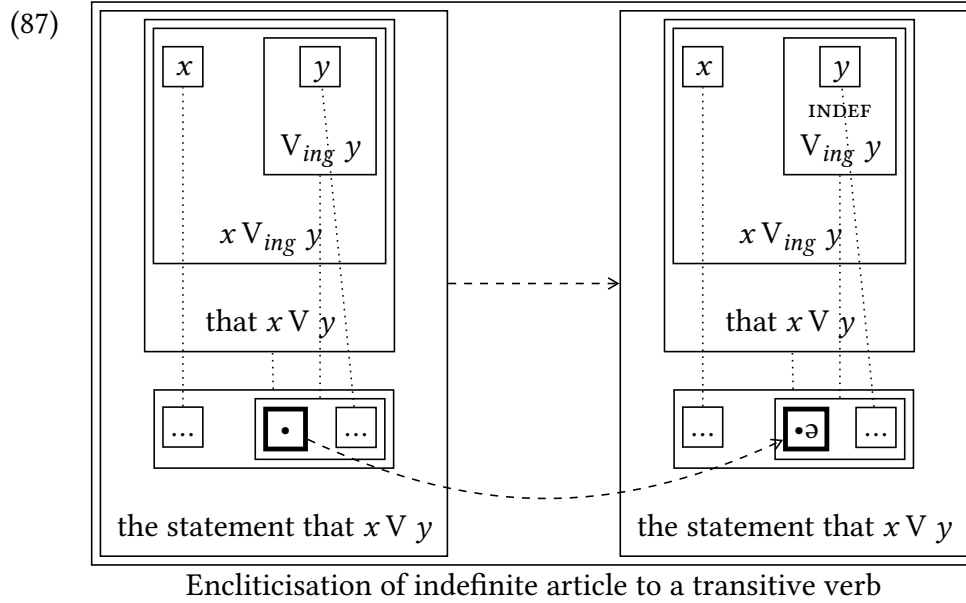 (87)
x y x y
INDEF
V_ing y V_ing y
x V_ing y x V_ing y
that x V y that x V y
... • ... ... •ə ...
the statement that x V y the statement that x V y
Encliticisation of indefinite article to a transitive verb